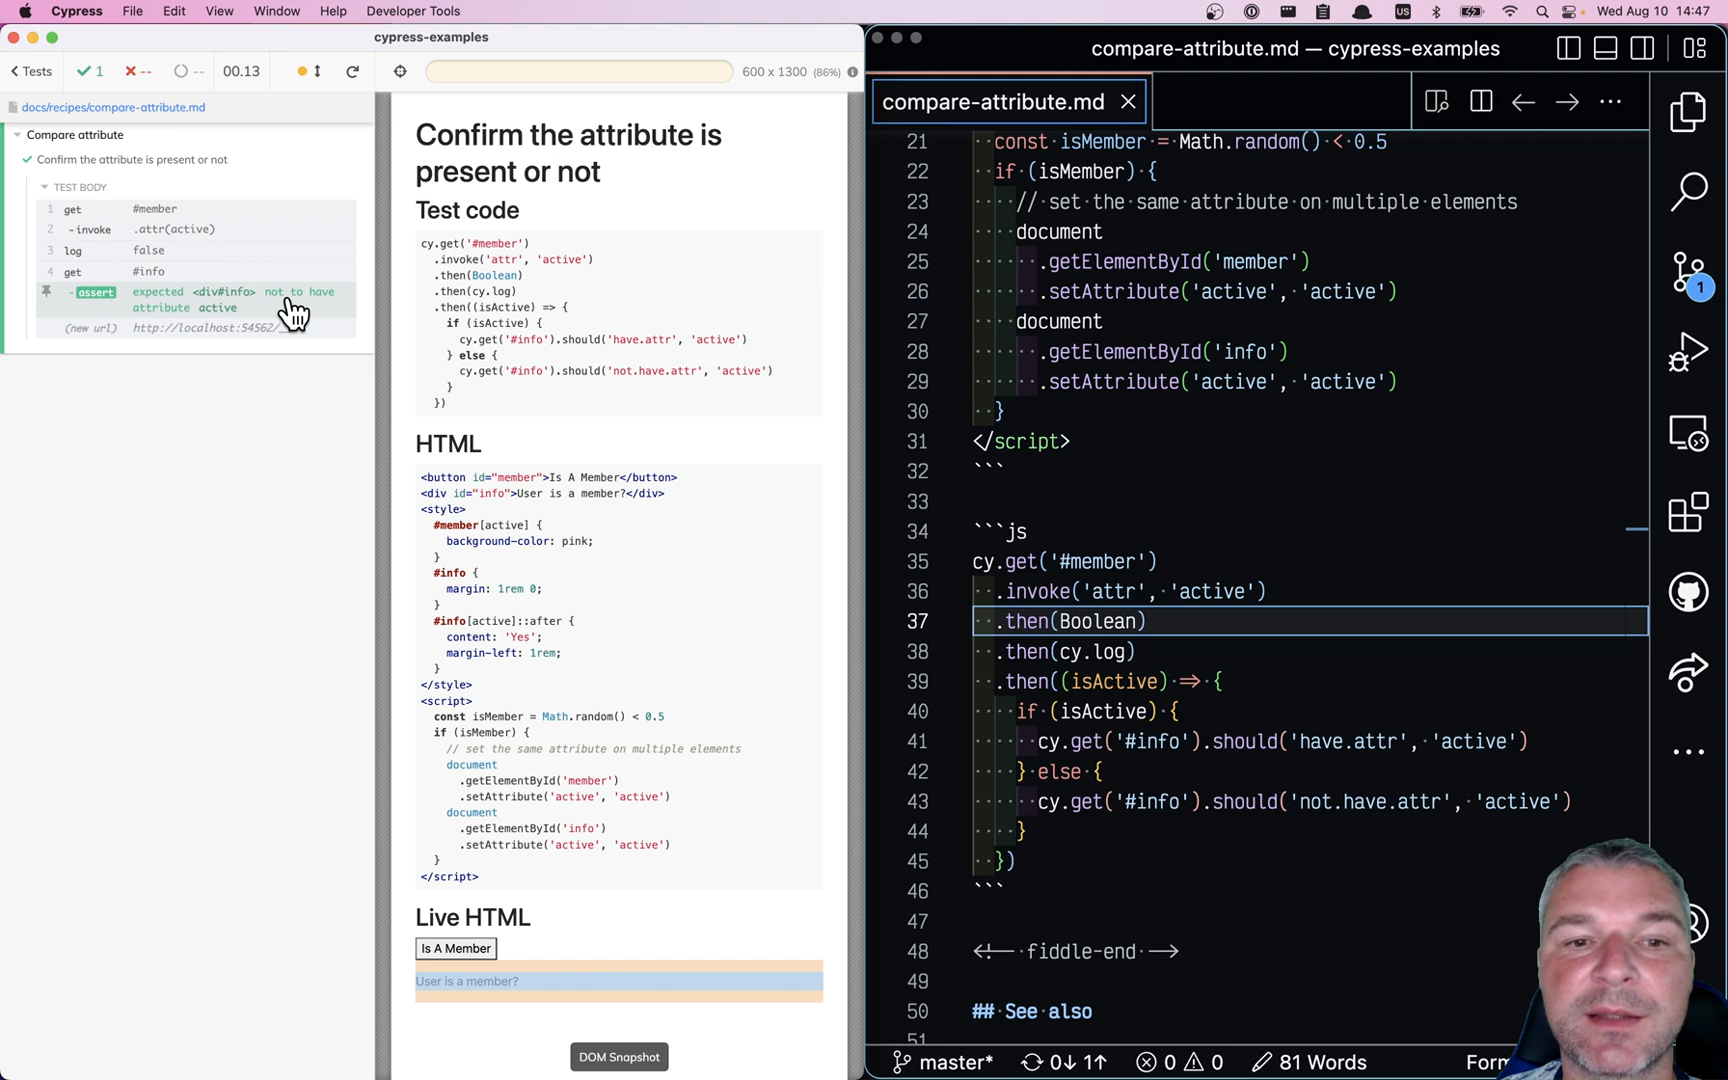 Cypress File Edit View Window Help Developer Tools US Wed Aug 10 14:47
cypress-examples
Tests 1 -- -- 00.13 600 x 1300 (86%)
docs/recipes/compare-attribute.md
Compare attribute
Confirm the attribute is present or not
TEST BODY
1 get #member
2 -invoke .attr(active)
3 log false
4 get #info
-assert expected <div#info> not to have
attribute active
(new url) http://localhost:54562/__
Confirm the attribute is
present or not
Test code
cy.get('#member')
.invoke('attr', 'active')
.then(Boolean)
.then(cy.log)
.then((isActive) => {
if (isActive) {
cy.get('#info').should('have.attr', 'active')
} else {
cy.get('#info').should('not.have.attr', 'active')
}
})
HTML
<button id="member">Is A Member</button>
<div id="info">User is a member?</div>
<style>
#member[active] {
background-color: pink;
}
#info {
margin: 1rem 0;
}
#info[active]::after {
content: 'Yes';
margin-left: 1rem;
}
</style>
<script>
const isMember = Math.random() < 0.5
if (isMember) {
// set the same attribute on multiple elements
document
.getElementById('member')
.setAttribute('active', 'active')
document
.getElementById('info')
.setAttribute('active', 'active')
}
</script>
Live HTML
Is A Member
User is a member?
DOM Snapshot
compare-attribute.md — cypress-examples
compare-attribute.md
21 const isMember = Math.random() < 0.5
22 if (isMember) {
23 // set the same attribute on multiple elements
24 document
25 .getElementById('member')
26 .setAttribute('active', 'active')
27 document
28 .getElementById('info')
29 .setAttribute('active', 'active')
30 }
31 </script>
32 ```
33
34 ```js
35 cy.get('#member')
36 .invoke('attr', 'active')
37 .then(Boolean)
38 .then(cy.log)
39 .then((isActive) => {
40 if (isActive) {
41 cy.get('#info').should('have.attr', 'active')
42 } else {
43 cy.get('#info').should('not.have.attr', 'active')
44 }
45 })
46 ```
47
48 <!-- fiddle-end -->
49
50 ## See also
51
1
master* 0↓ 1↑ 0 0 81 Words